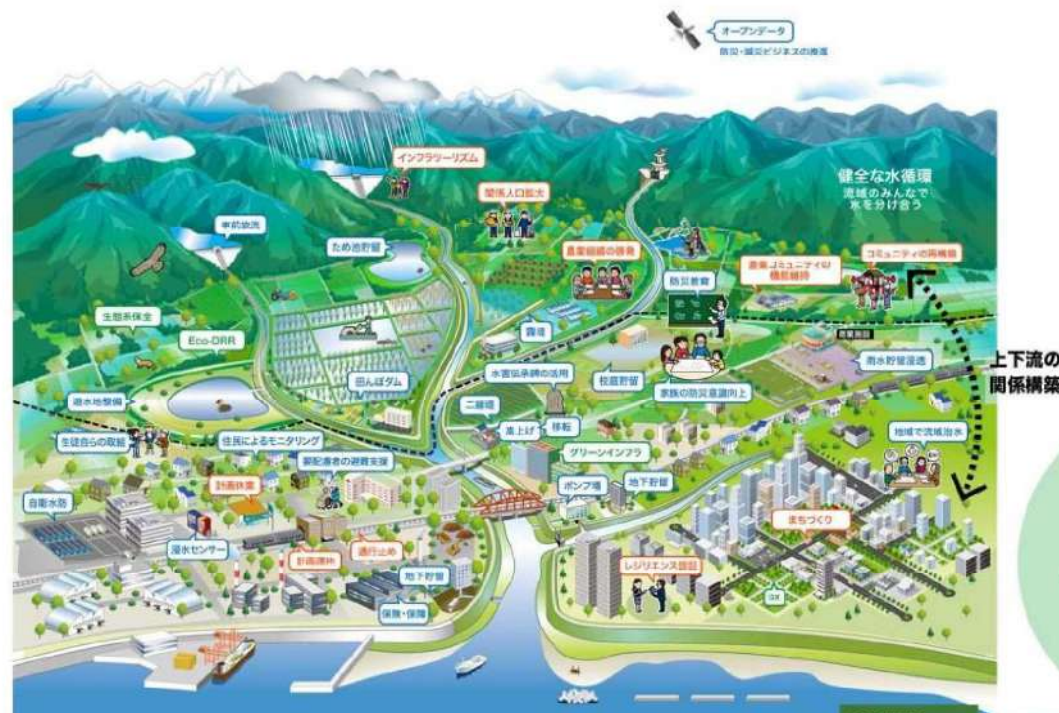 オープンデータ
防災・減災ビジネスの推進
インフラツーリズム
健全な水循環
流域のみんなで
水を分け合う
関係人口拡大
事前放流
ため池貯留
農業組織の啓発
農業コミュニティの
機能維持
コミュニティの再構築
防災教育
生態系保全
Eco-DRR
霞堤
商業施設
上下流の
関係構築
水害伝承碑の活用
校庭貯留
家族の防災意識向上
雨水貯留浸透
遊水地整備
田んぼダム
二線堤
嵩上げ
移転
生徒自らの取組
住民によるモニタリング
要配慮者の避難支援
グリーンインフラ
地域で流域治水
自衛水防
計画休業
ポンプ場
地下貯留
まちづくり
浸水センサー
計画運休
通行止め
レジリエンス認証
地下貯留
保険・保障
GX